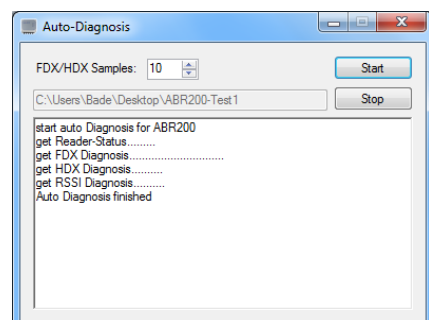 Auto-Diagnosis
FDX/HDX Samples: 10 Start
C:\Users\Bade\Desktop\ABR200-Test1 Stop
start auto Diagnosis for ABR200
get Reader-Status.........
get FDX Diagnosis.............................
get HDX Diagnosis..........
get RSSI Diagnosis..........
Auto Diagnosis finished